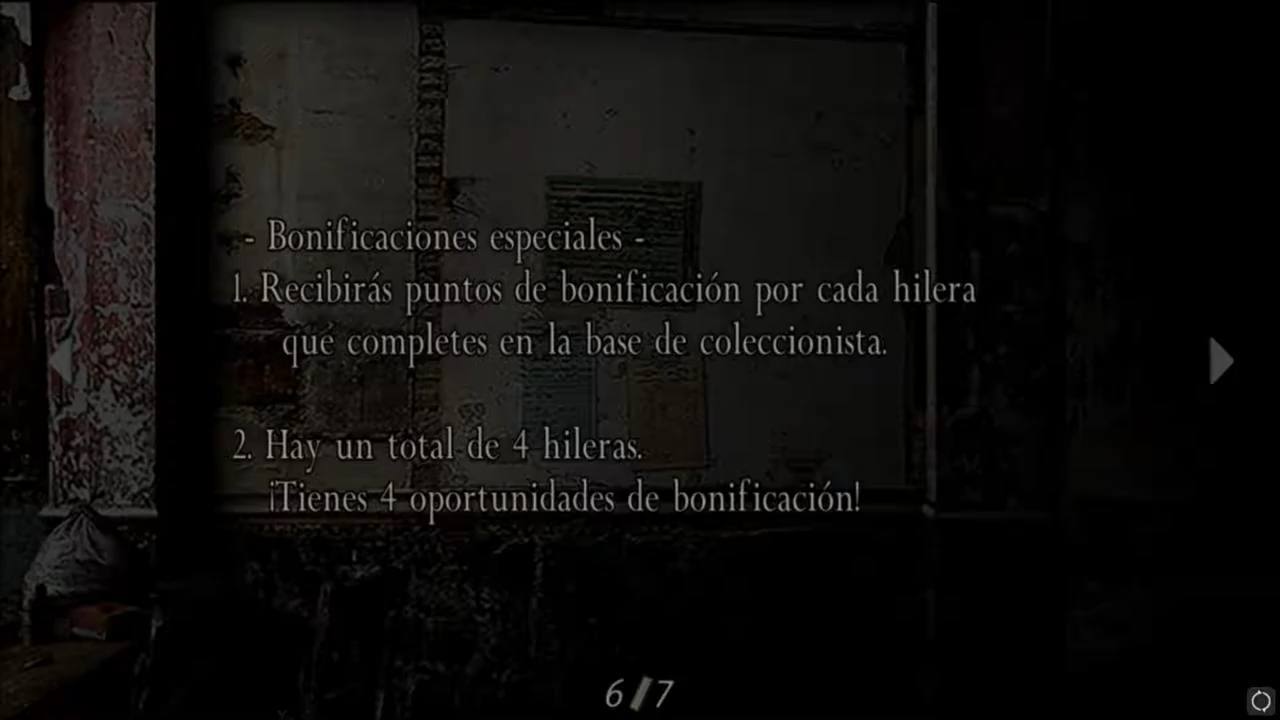 - Bonificaciones especiales -
1. Recibirás puntos de bonificación por cada hilera
qué completes en la base de coleccionista.
2. Hay un total de 4 hileras.
¡Tienes 4 oportunidades de bonificación!
6/7